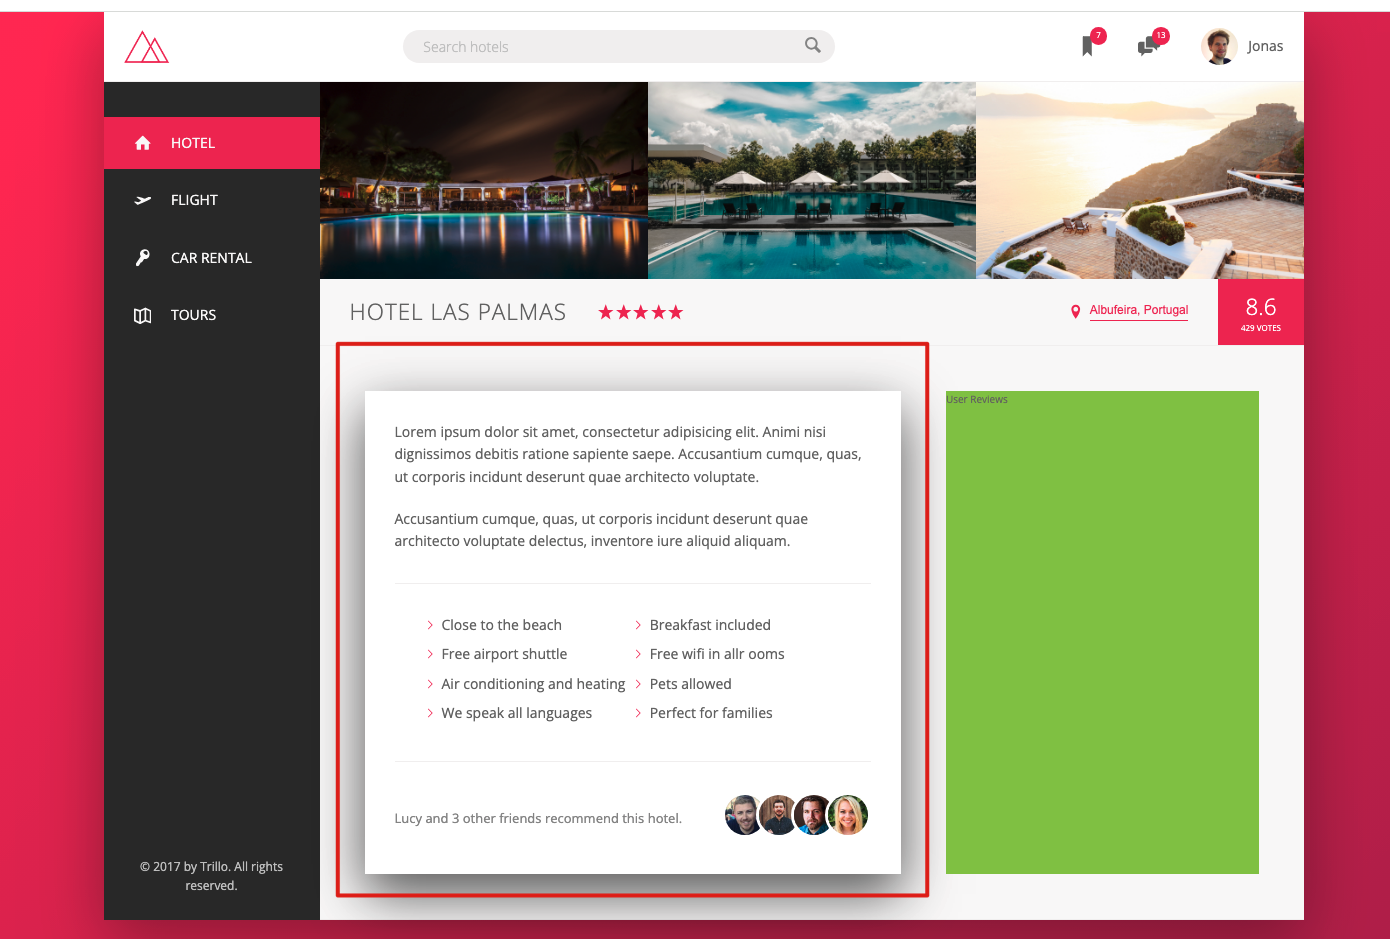 Search hotels
7
13
Jonas
HOTEL
FLIGHT
CAR RENTAL
TOURS
© 2017 by Trillo. All rights
reserved.
HOTEL LAS PALMAS
Albufeira, Portugal
8.6
429 VOTES
Lorem ipsum dolor sit amet, consectetur adipisicing elit. Animi nisi
dignissimos debitis ratione sapiente saepe. Accusantium cumque, quas,
ut corporis incidunt deserunt quae architecto voluptate.
Accusantium cumque, quas, ut corporis incidunt deserunt quae
architecto voluptate delectus, inventore iure aliquid aliquam.
Close to the beach
Breakfast included
Free airport shuttle
Free wifi in allr ooms
Air conditioning and heating
Pets allowed
We speak all languages
Perfect for families
Lucy and 3 other friends recommend this hotel.
User Reviews